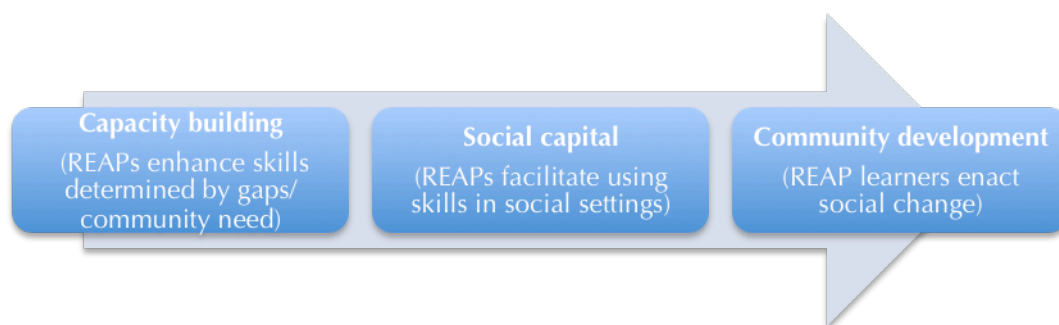 Capacity building
(REAPs enhance skills
determined by gaps/
community need)
Social capital
(REAPs facilitate using
skills in social settings)
Community development
(REAP learners enact
social change)